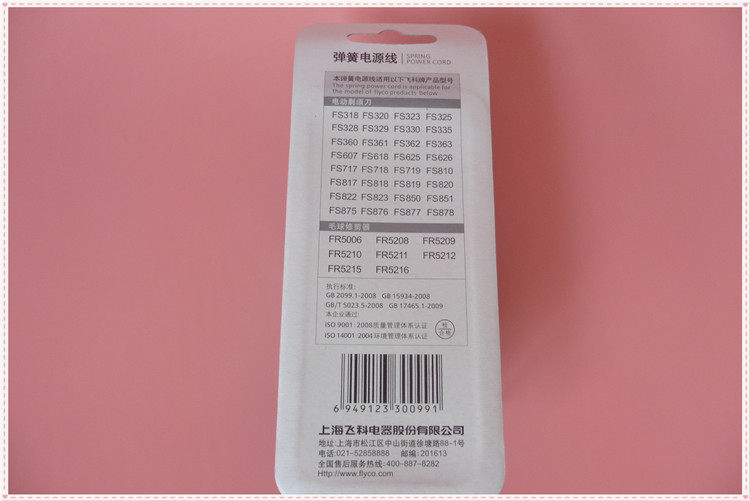 弹簧电源线 SPRING POWER CORD
本弹簧电源线适用以下飞科牌产品型号
The spring power cord is applicable for
the model of flyco products below
电动剃须刀
FS318 FS320 FS323 FS325
FS328 FS329 FS330 FS335
FS360 FS361 FS362 FS363
FS607 FS618 FS625 FS626
FS717 FS718 FS719 FS810
FS817 FS818 FS819 FS820
FS822 FS823 FS850 FS851
FS875 FS876 FS877 FS878
毛球修剪器
FR5006 FR5208 FR5209
FR5210 FR5211 FR5212
FR5215 FR5216
执行标准:
GB 2099.1-2008 GB 15934-2008
GB/T 5023.5-2008 GB 17465.1-2009
本企业通过:
ISO 9001:2008质量管理体系认证
ISO 14001:2004环境管理体系认证
检
合格
6 949123 300991
上海飞科电器股份有限公司
地址:上海市松江区中山街道徐塘路88-1号
电话:021-52858888 邮编:201613
全国售后服务热线:400-887-8282
Http://www.flyco.com